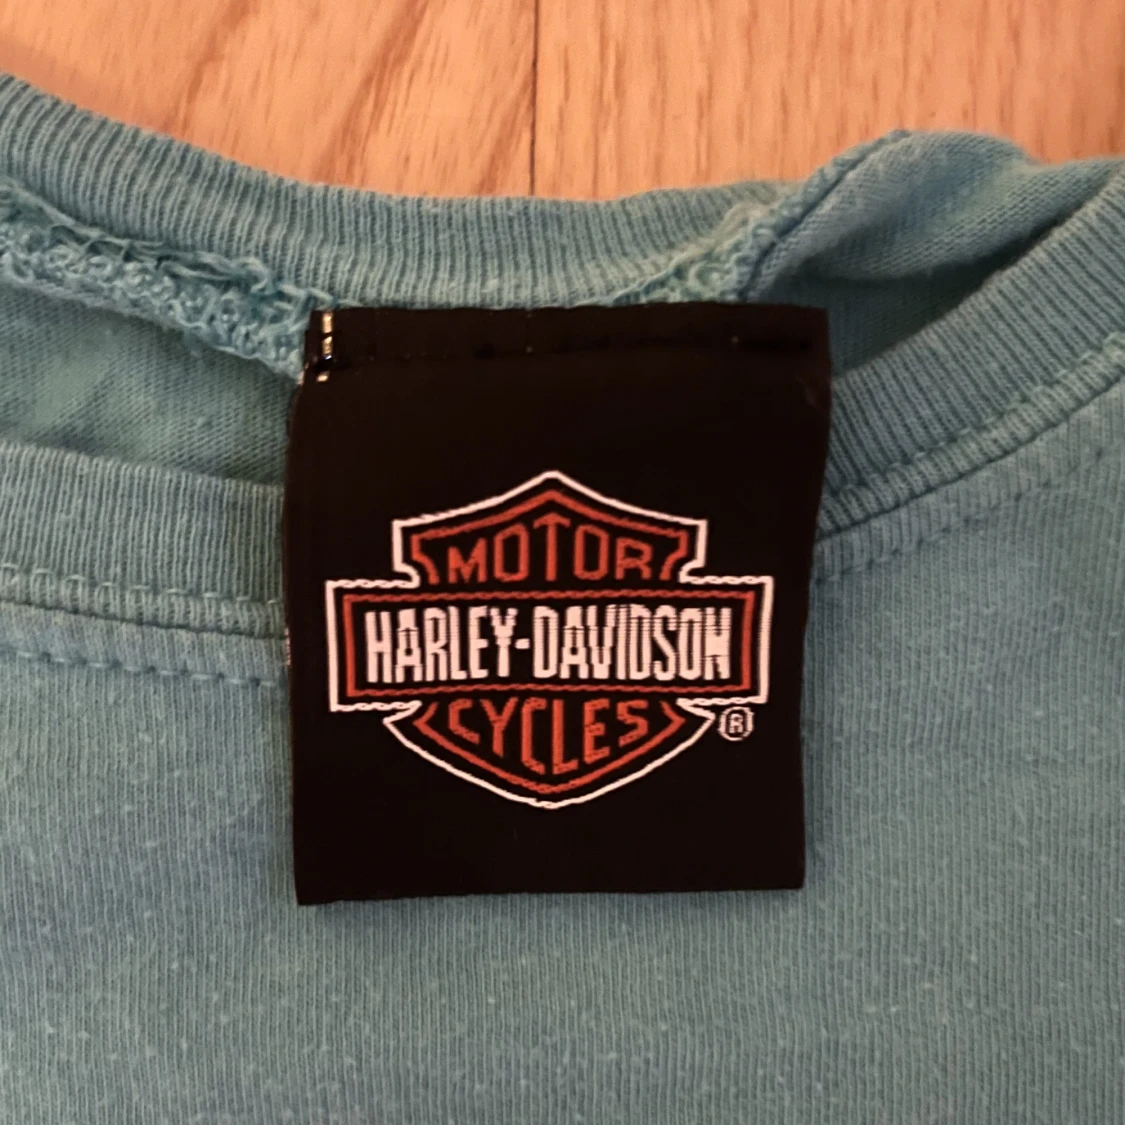 MOTOR
HARLEY-DAVIDSON
CYCLES
®